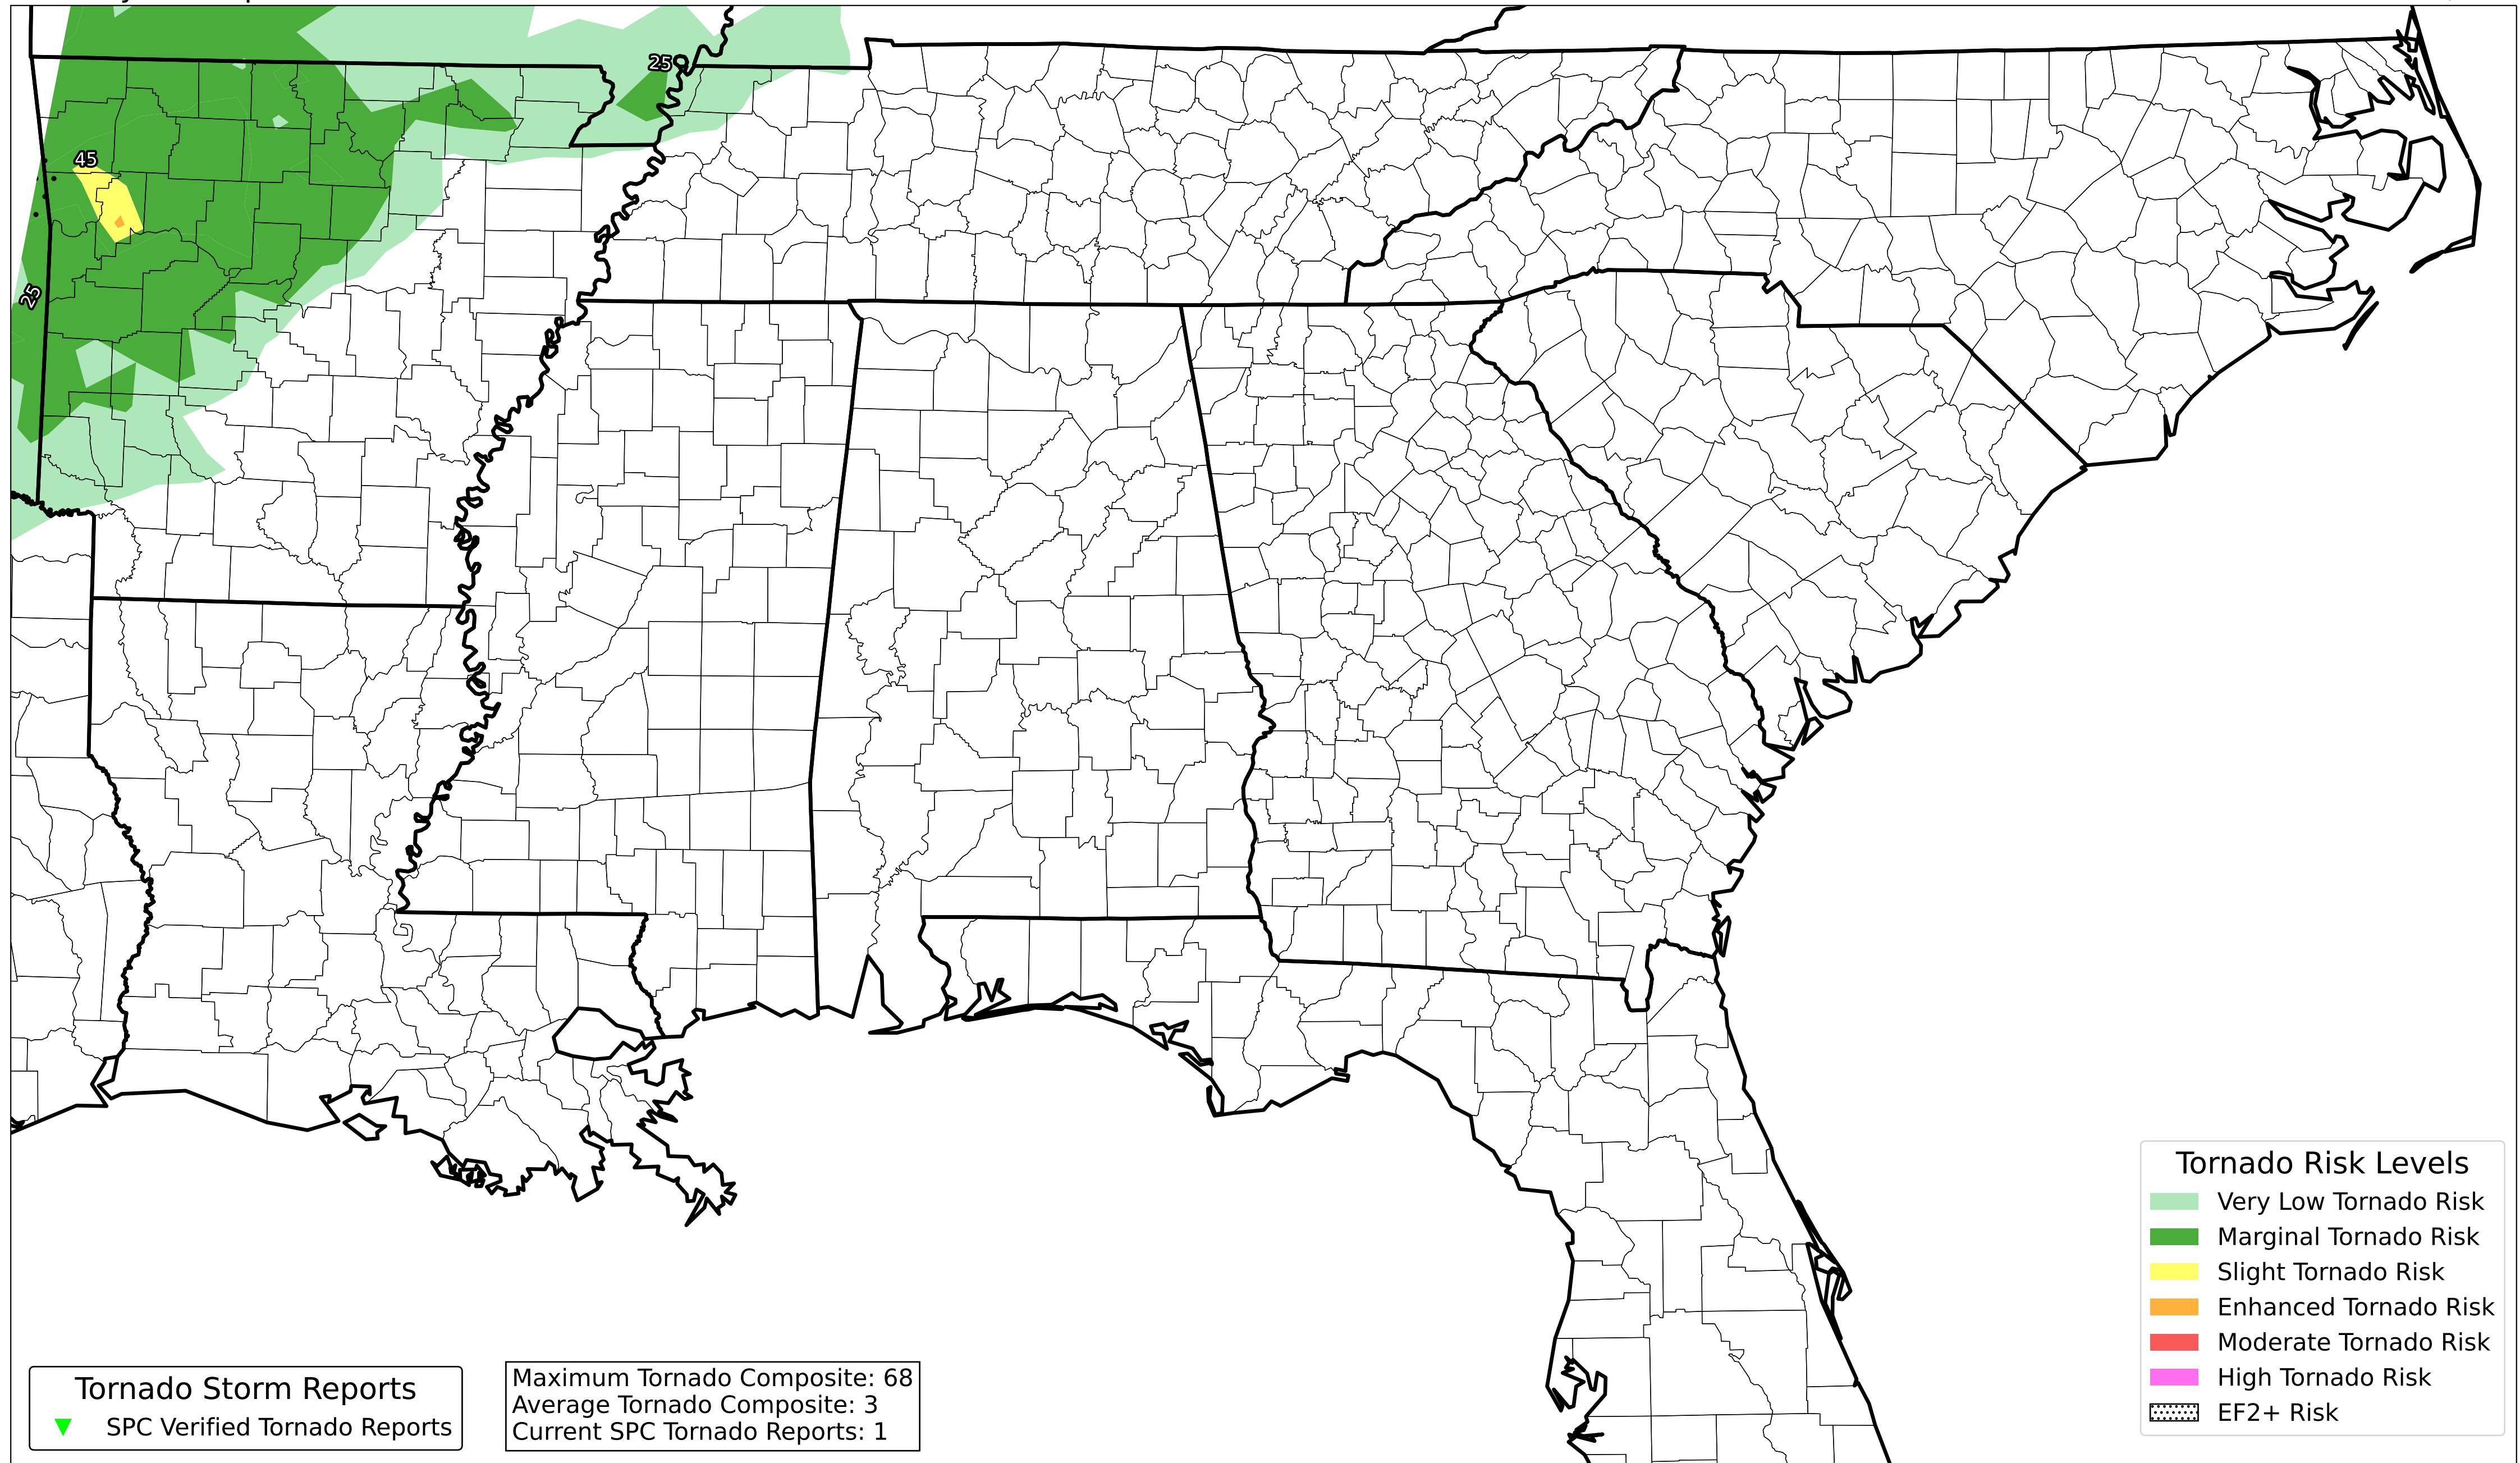 25
45
25
Tornado Risk Levels
Very Low Tornado Risk
Marginal Tornado Risk
Slight Tornado Risk
Enhanced Tornado Risk
Moderate Tornado Risk
High Tornado Risk
EF2+ Risk
Tornado Storm Reports
SPC Verified Tornado Reports
Maximum Tornado Composite: 68
Average Tornado Composite: 3
Current SPC Tornado Reports: 1